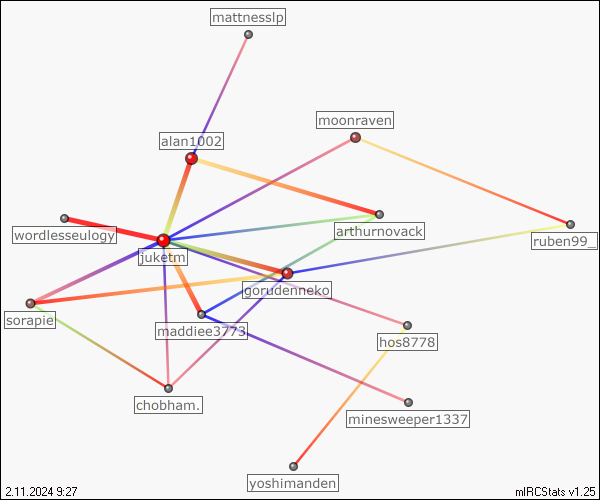 mattnesslp
moonraven
alan1002
wordlesseulogy
arthurnovack
ruben99_
juketm
gorudenneko
sorapie
maddiee3773
hos8778
chobham.
minesweeper1337
yoshimanden
2.11.2024 9:27
mIRCStats v1.25